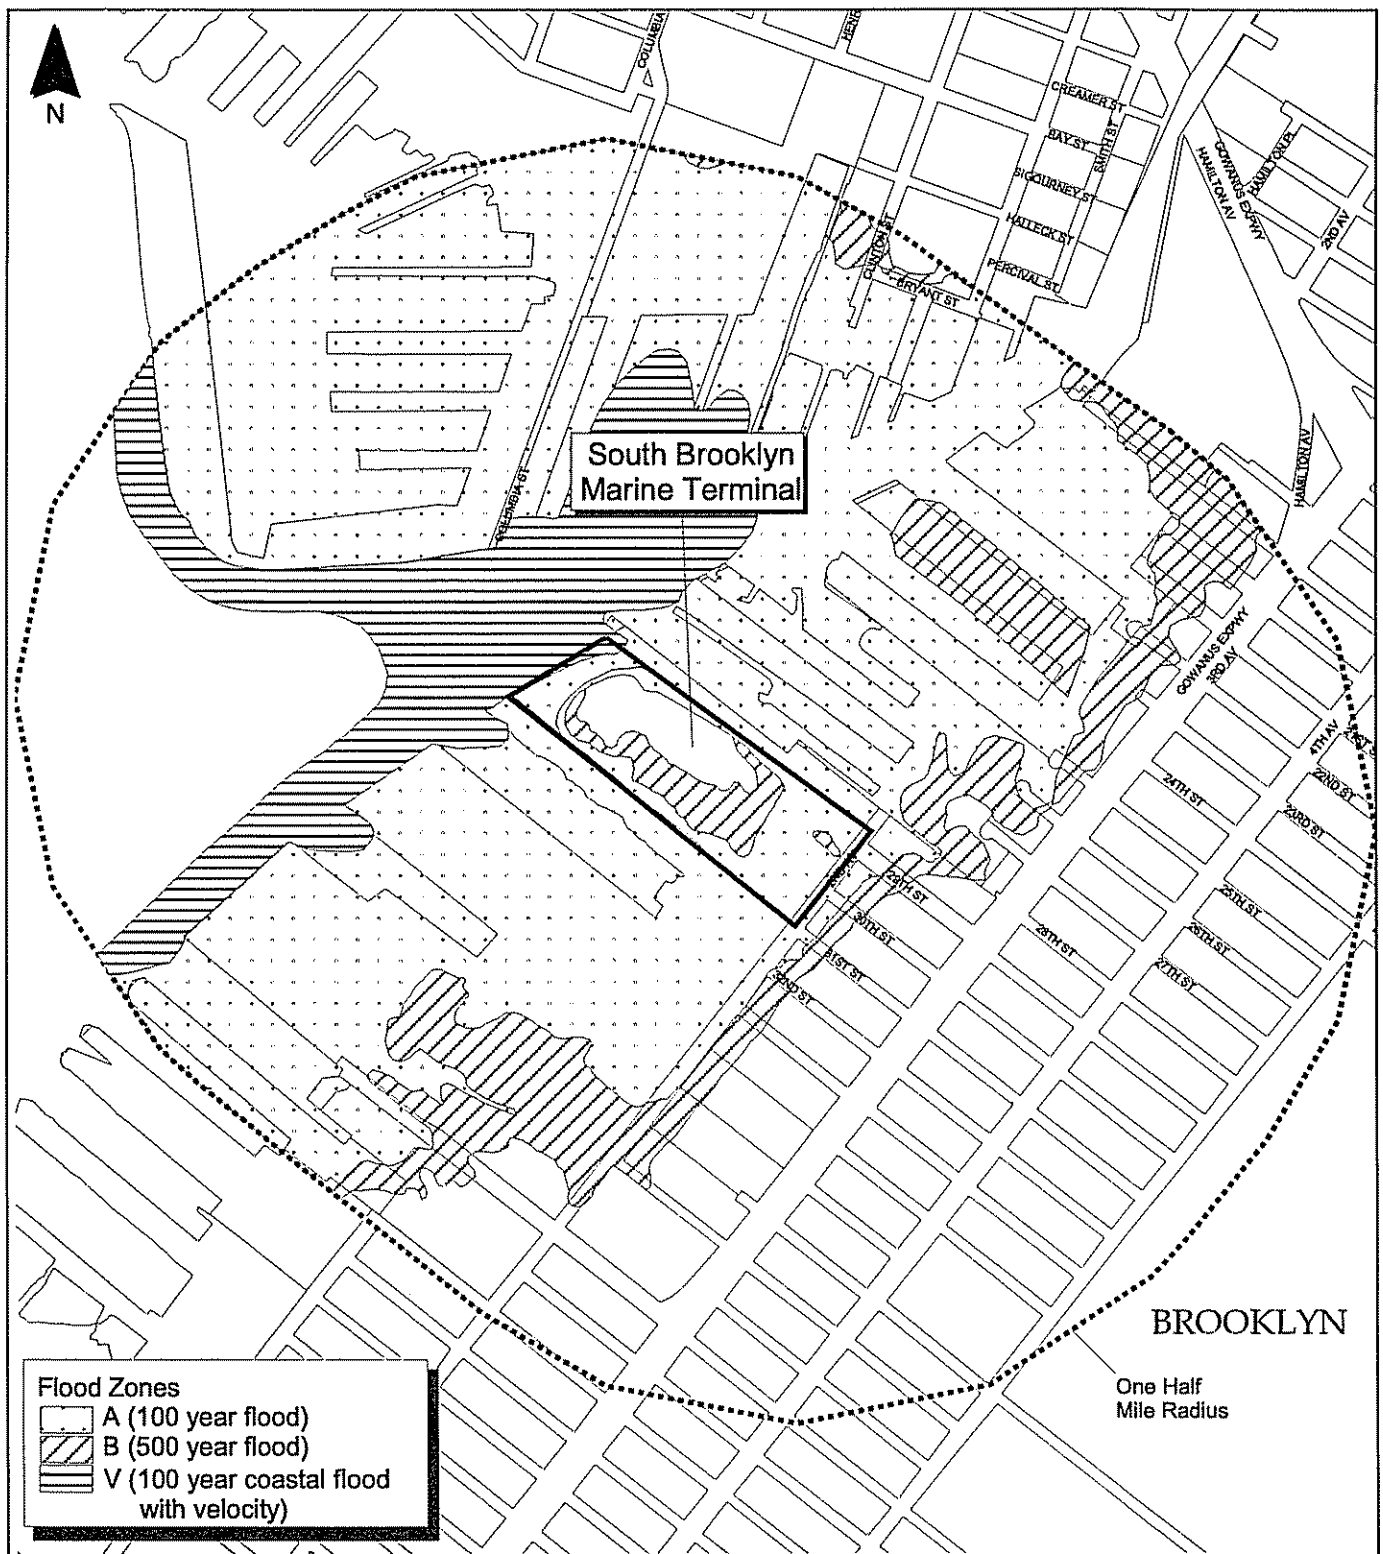 N
COLUMBIA
CREAMER ST
BAY ST
SMITH ST
SIGOURNEY ST
HALLECK ST
PERCIVAL ST
CLINTON ST
BRYANT ST
GOWANUS EXPWY
HAMILTON AV
HAMILTON PL
2ND AV
HAMILTON AV
COLUMBIA ST
South Brooklyn
Marine Terminal
GOWANUS EXPWY
3RD AV
4TH AV
22ND ST
23RD ST
24TH ST
25TH ST
26TH ST
27TH ST
28TH ST
29TH ST
30TH ST
31ST ST
32ND ST
BROOKLYN
One Half
Mile Radius
Flood Zones
A (100 year flood)
B (500 year flood)
V (100 year coastal flood
with velocity)